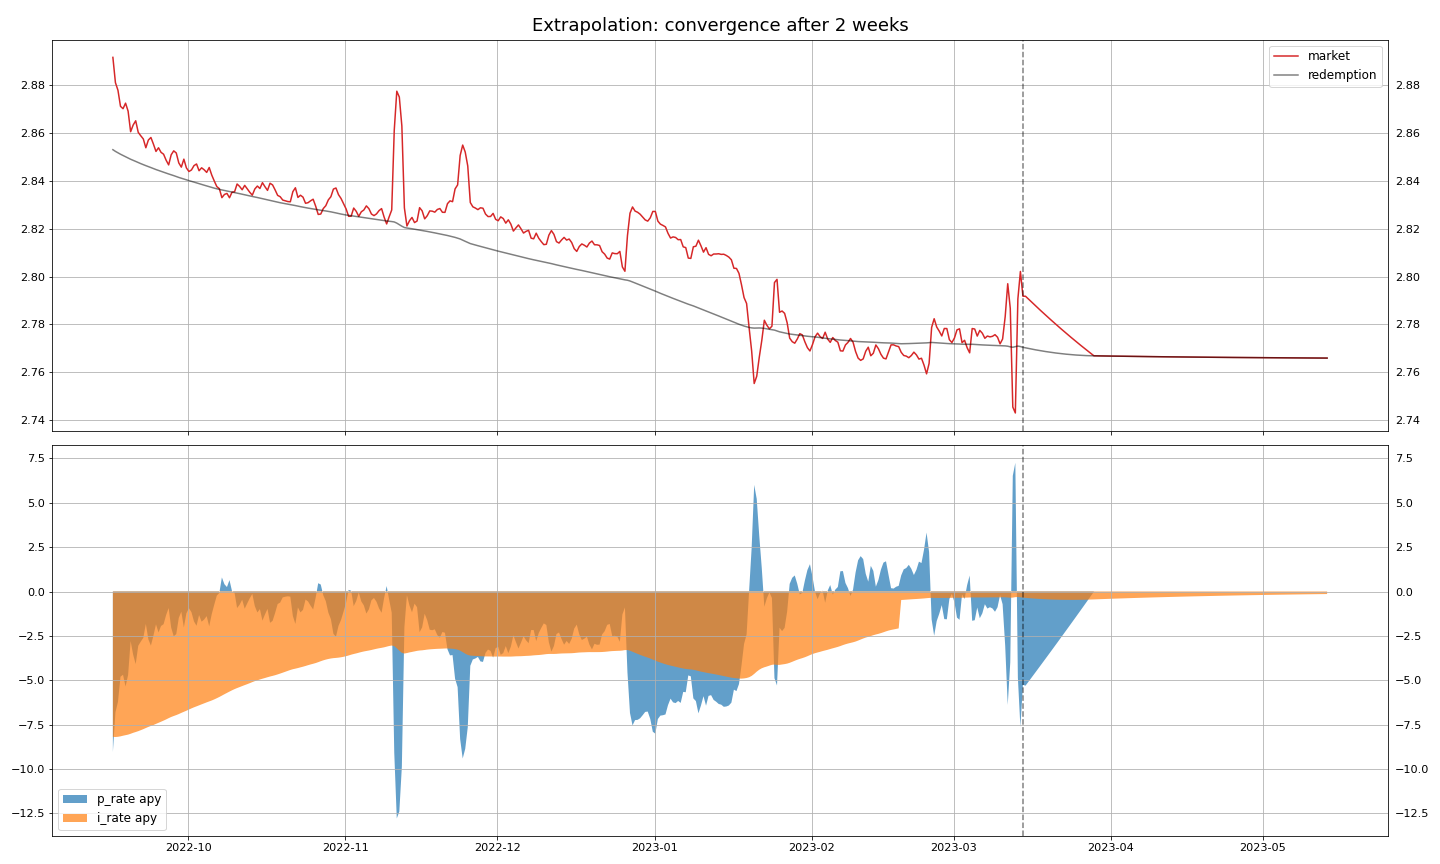 Extrapolation: convergence after 2 weeks
market
redemption
2.88 2.88
2.86 2.86
2.84 2.84
2.82 2.82
2.80 2.80
2.78 2.78
2.76 2.76
2.74 2.74
7.5 7.5
5.0 5.0
2.5 2.5
0.0 0.0
−2.5 −2.5
−5.0 −5.0
−7.5 −7.5
−10.0 −10.0
−12.5 −12.5
p_rate apy
i_rate apy
2022-10 2022-11 2022-12 2023-01 2023-02 2023-03 2023-04 2023-05